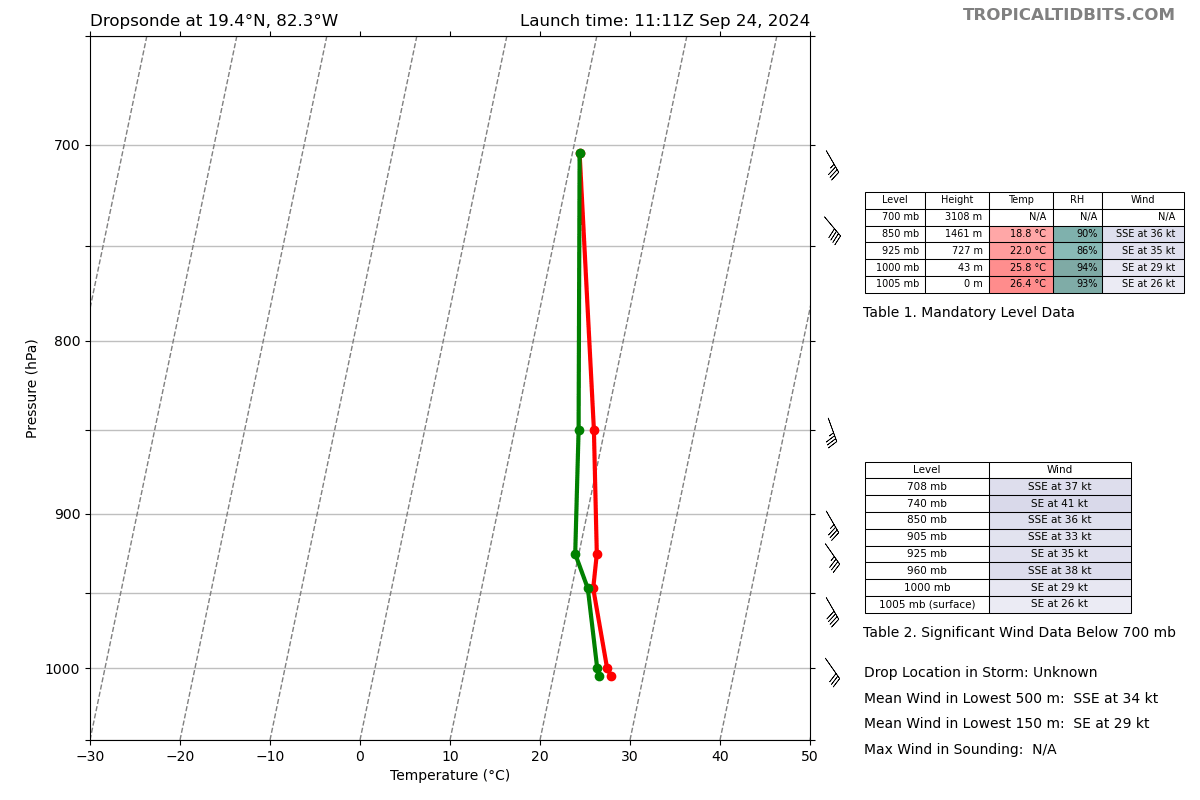 Dropsonde at 19.4°N, 82.3°W
Launch time: 11:11Z Sep 24, 2024
TROPICALTIDBITS.COM
700
800
900
1000
Pressure (hPa)
−30 −20 −10 0 10 20 30 40 50
Temperature (°C)
Level Height Temp RH Wind
700 mb 3108 m N/A N/A N/A
850 mb 1461 m 18.8 °C 90% SSE at 36 kt
925 mb 727 m 22.0 °C 86% SE at 35 kt
1000 mb 43 m 25.8 °C 94% SE at 29 kt
1005 mb 0 m 26.4 °C 93% SE at 26 kt
Table 1. Mandatory Level Data
Level Wind
708 mb SSE at 37 kt
740 mb SE at 41 kt
850 mb SSE at 36 kt
905 mb SSE at 33 kt
925 mb SE at 35 kt
960 mb SSE at 38 kt
1000 mb SE at 29 kt
1005 mb (surface) SE at 26 kt
Table 2. Significant Wind Data Below 700 mb
Drop Location in Storm: Unknown
Mean Wind in Lowest 500 m: SSE at 34 kt
Mean Wind in Lowest 150 m: SE at 29 kt
Max Wind in Sounding: N/A